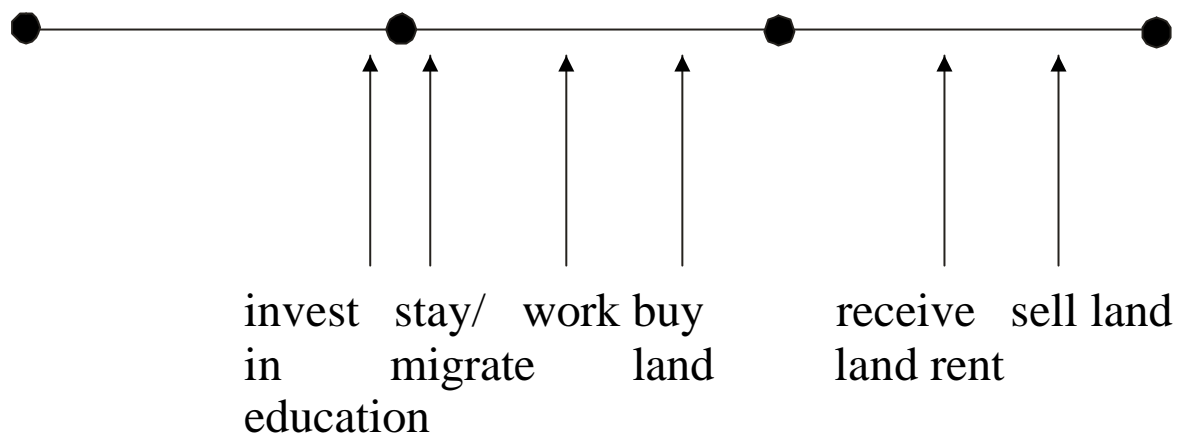 invest stay/ work buy receive sell land
in migrate land land rent
education